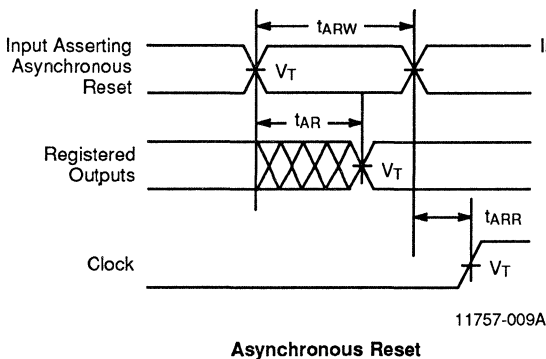 tARW
Input Asserting
Asynchronous
Reset
VT
tAR
Registered
Outputs
VT
tARR
Clock
VT
11757-009A
Asynchronous Reset